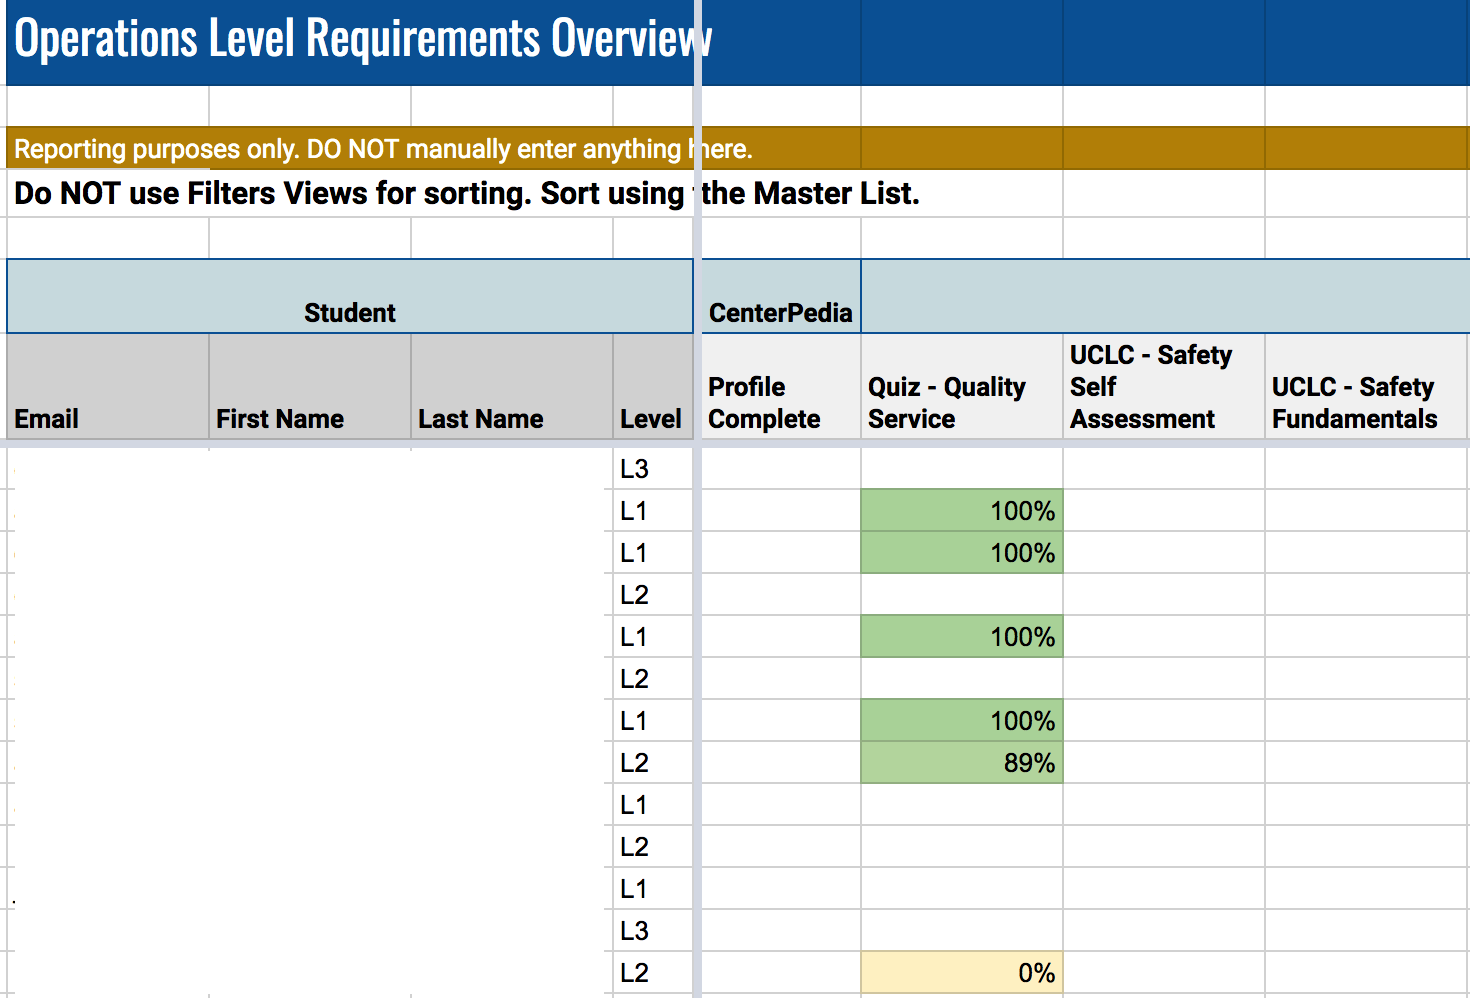 Operations Level Requirements Overview
Reporting purposes only. DO NOT manually enter anything here.
Do NOT use Filters Views for sorting. Sort using the Master List.
Student CenterPedia
Email First Name Last Name Level Profile Complete Quiz - Quality Service UCLC - Safety Self Assessment UCLC - Safety Fundamentals
L3
L1 100%
L1 100%
L2
L1 100%
L2
L1 100%
L2 89%
L1
L2
L1
L3
L2 0%